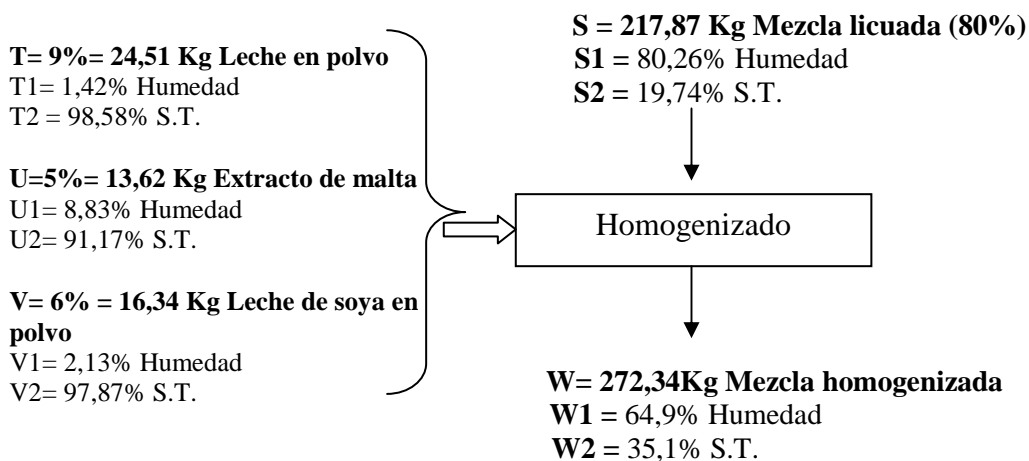 T= 9%= 24,51 Kg Leche en polvo
T1= 1,42% Humedad
T2 = 98,58% S.T.
U=5%= 13,62 Kg Extracto de malta
U1= 8,83% Humedad
U2= 91,17% S.T.
V= 6% = 16,34 Kg Leche de soya en
polvo
V1= 2,13% Humedad
V2= 97,87% S.T.
S = 217,87 Kg Mezcla licuada (80%)
S1 = 80,26% Humedad
S2 = 19,74% S.T.
Homogenizado
W= 272,34Kg Mezcla homogenizada
W1 = 64,9% Humedad
W2 = 35,1% S.T.